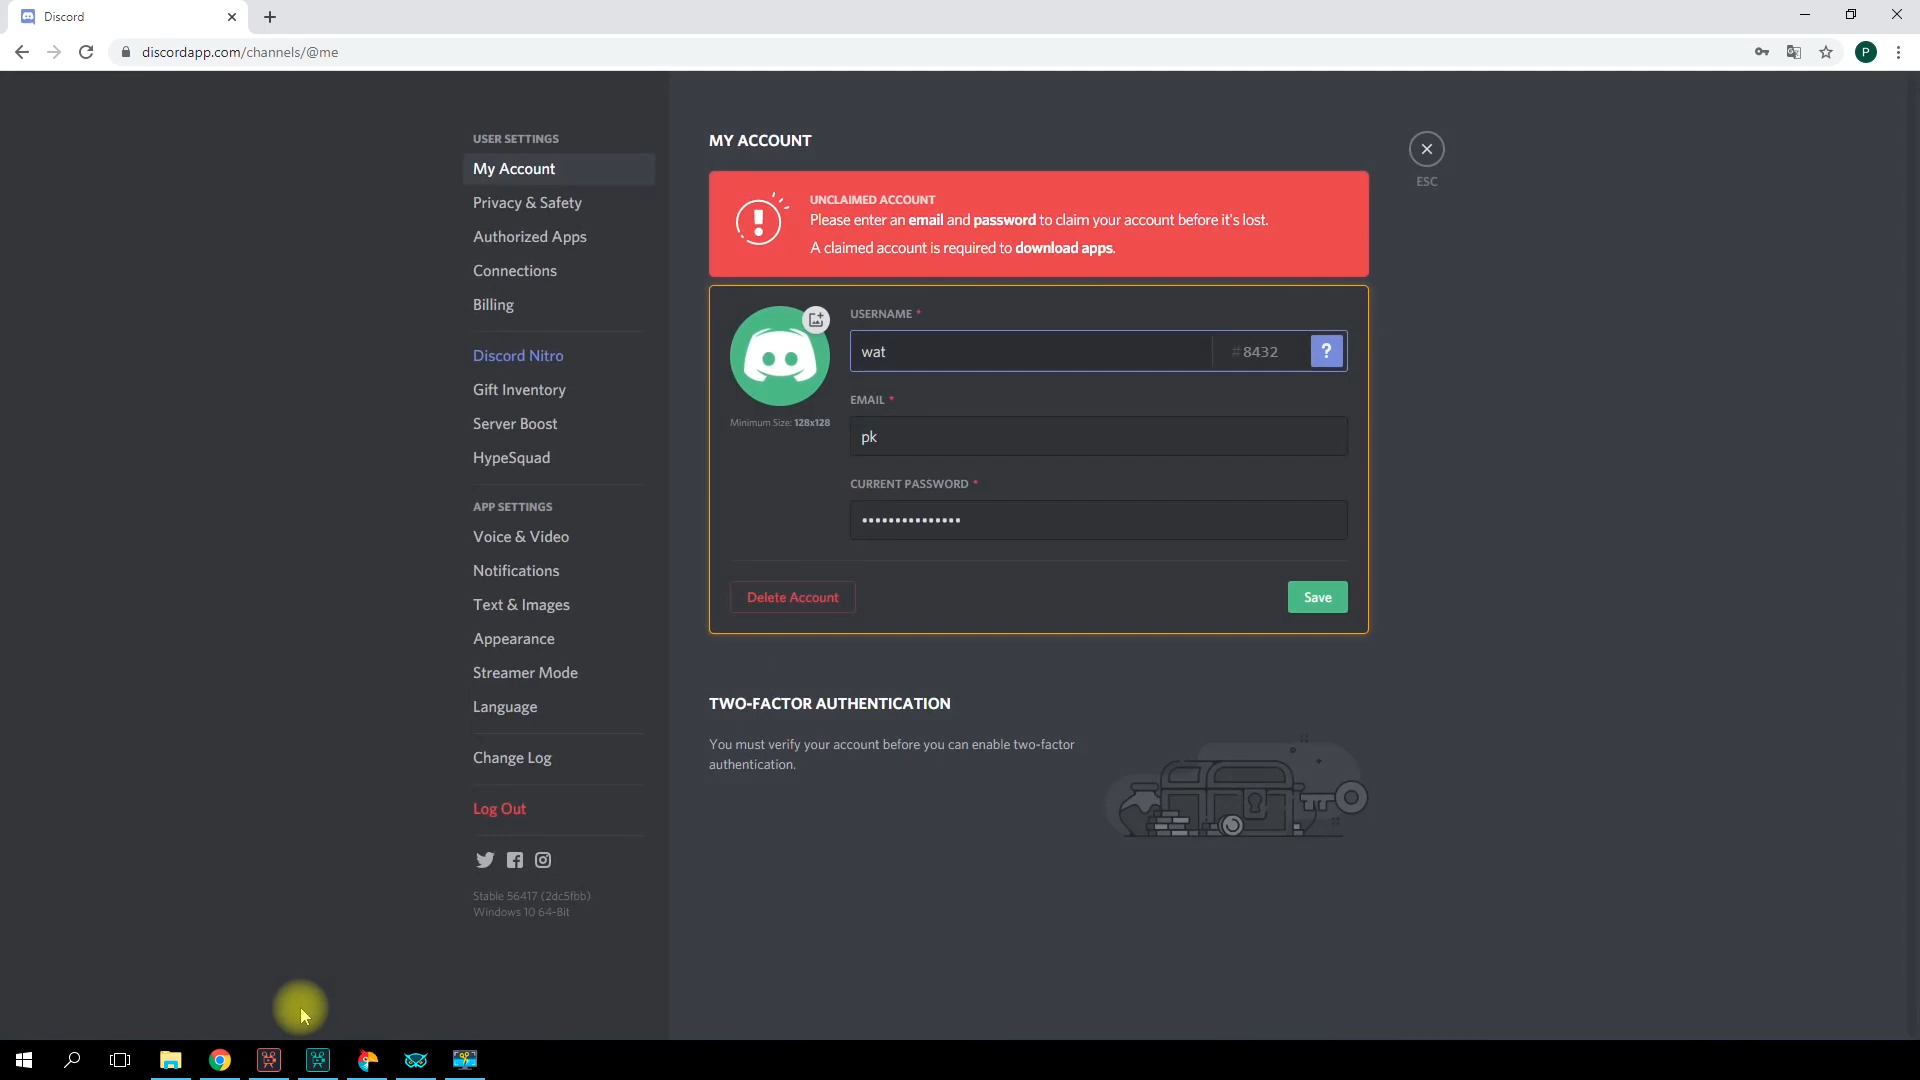 Discord
discordapp.com/channels/@me
P
USER SETTINGS
My Account
Privacy & Safety
Authorized Apps
Connections
Billing
Discord Nitro
Gift Inventory
Server Boost
HypeSquad
APP SETTINGS
Voice & Video
Notifications
Text & Images
Appearance
Streamer Mode
Language
Change Log
Log Out
Stable 56417 (2dc5fbb)
Windows 10 64-Bit
MY ACCOUNT
ESC
UNCLAIMED ACCOUNT
Please enter an email and password to claim your account before it's lost.
A claimed account is required to download apps.
Minimum Size: 128x128
USERNAME *
wat #8432 ?
EMAIL *
pk
CURRENT PASSWORD *
•••••••••••••••
Delete Account
Save
TWO-FACTOR AUTHENTICATION
You must verify your account before you can enable two-factor
authentication.